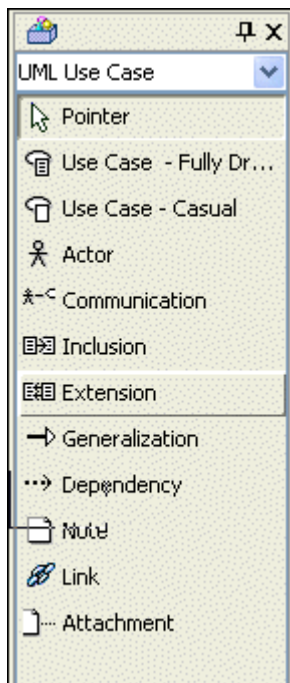 UML Use Case
Pointer
Use Case - Fully Dr...
Use Case - Casual
Actor
Communication
Inclusion
Extension
Generalization
Dependency
Note
Link
Attachment